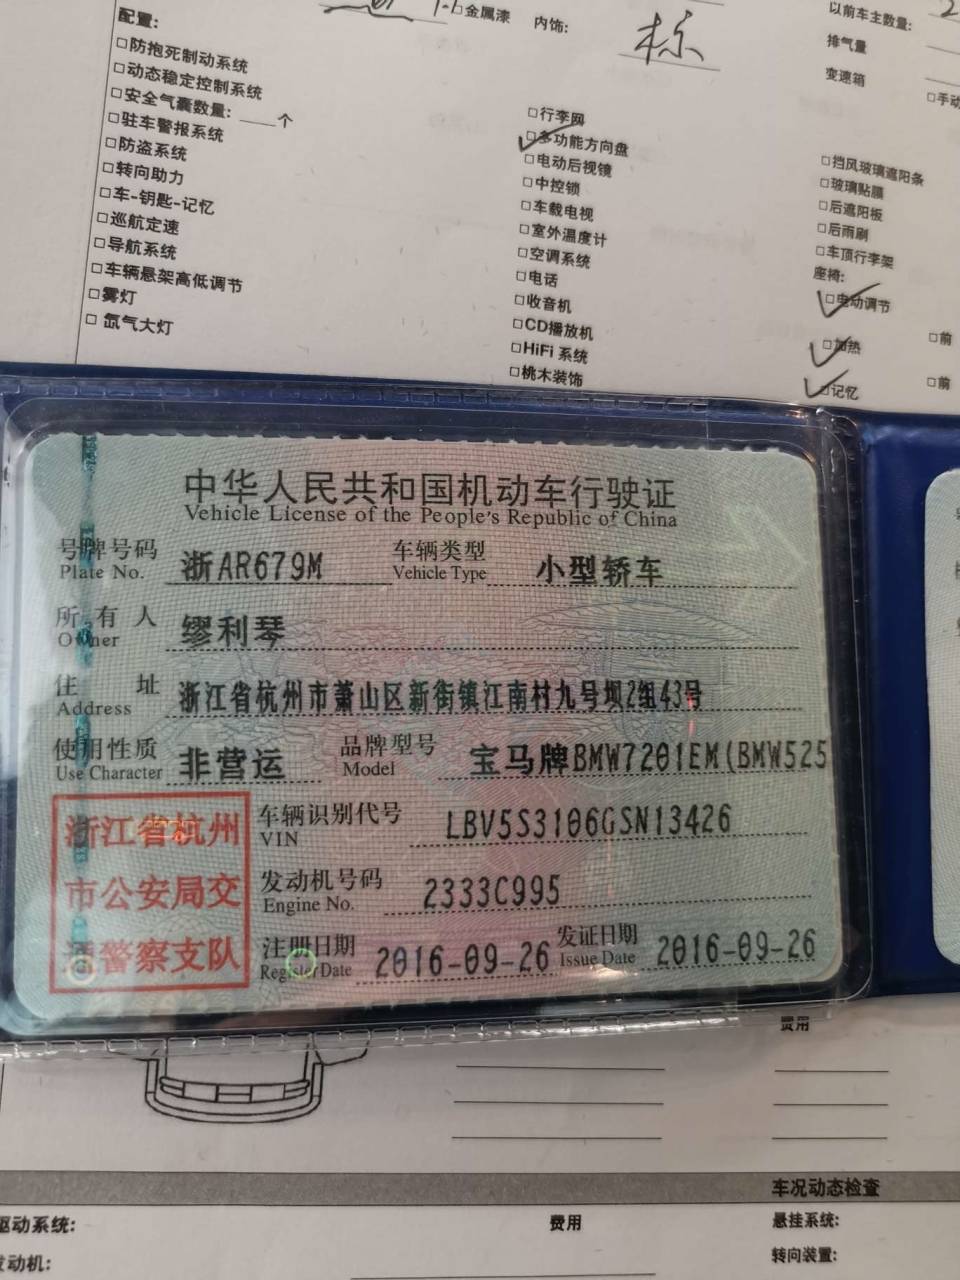 配置:
□防抱死制动系统
□动态稳定控制系统
□安全气囊数量: ___个
□驻车警报系统
□防盗系统
□转向助力
□车-钥匙-记忆
□巡航定速
□导航系统
□车辆悬架高低调节
□雾灯
□氙气大灯
□金属漆
内饰:
□行李网
□多功能方向盘
□电动后视镜
□中控锁
□车载电视
□室外温度计
□空调系统
□电话
□收音机
□CD播放机
□HiFi 系统
□桃木装饰
以前车主数量:
排气量
变速箱
□手动
□挡风玻璃遮阳条
□玻璃贴膜
□后遮阳板
□后雨刷
□车顶行李架
座椅:
□电动调节
□加热 □前
□记忆 □前
中华人民共和国机动车行驶证
Vehicle License of the People's Republic of China
号牌号码 浙AR679M 车辆类型 小型轿车
Plate No. Vehicle Type
所有人 缪利琴
Owner
住址 浙江省杭州市萧山区新街镇江南村九号坝2组43号
Address
使用性质 非营运 品牌型号 宝马牌BMW7201EM(BMW525
Use Character Model
浙江省杭州
市公安局交
通警察支队
车辆识别代号 LBV5S3106GSN13426
VIN
发动机号码 2333C995
Engine No.
注册日期 2016-09-26 发证日期 2016-09-26
Register Date Issue Date
费用
车况动态检查
驱动系统: 费用 悬挂系统:
发动机: 转向装置: